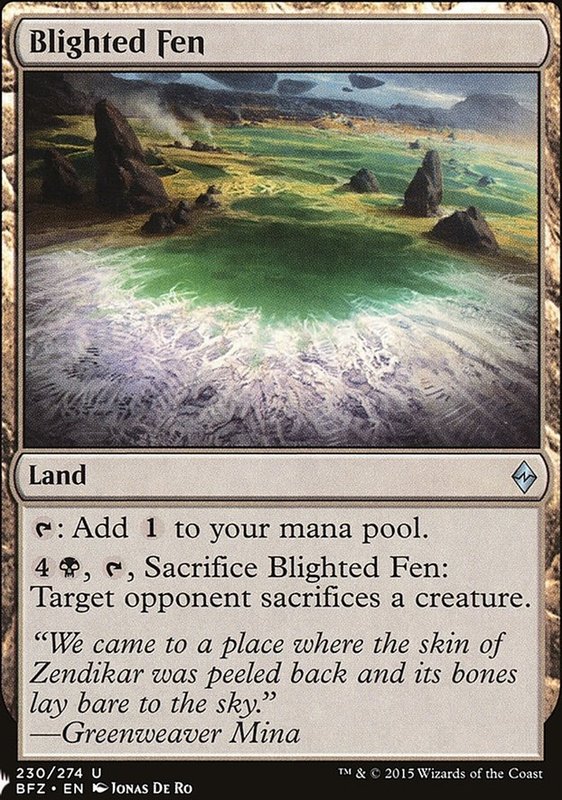 Blighted Fen
Land
: Add 1 to your mana pool.
4 , , Sacrifice Blighted Fen:
Target opponent sacrifices a creature.
“We came to a place where the skin of
Zendikar was peeled back and its bones
lay bare to the sky.”
—Greenweaver Mina
230/274 U
BFZ • EN Jonas De Ro
™ & © 2015 Wizards of the Coast